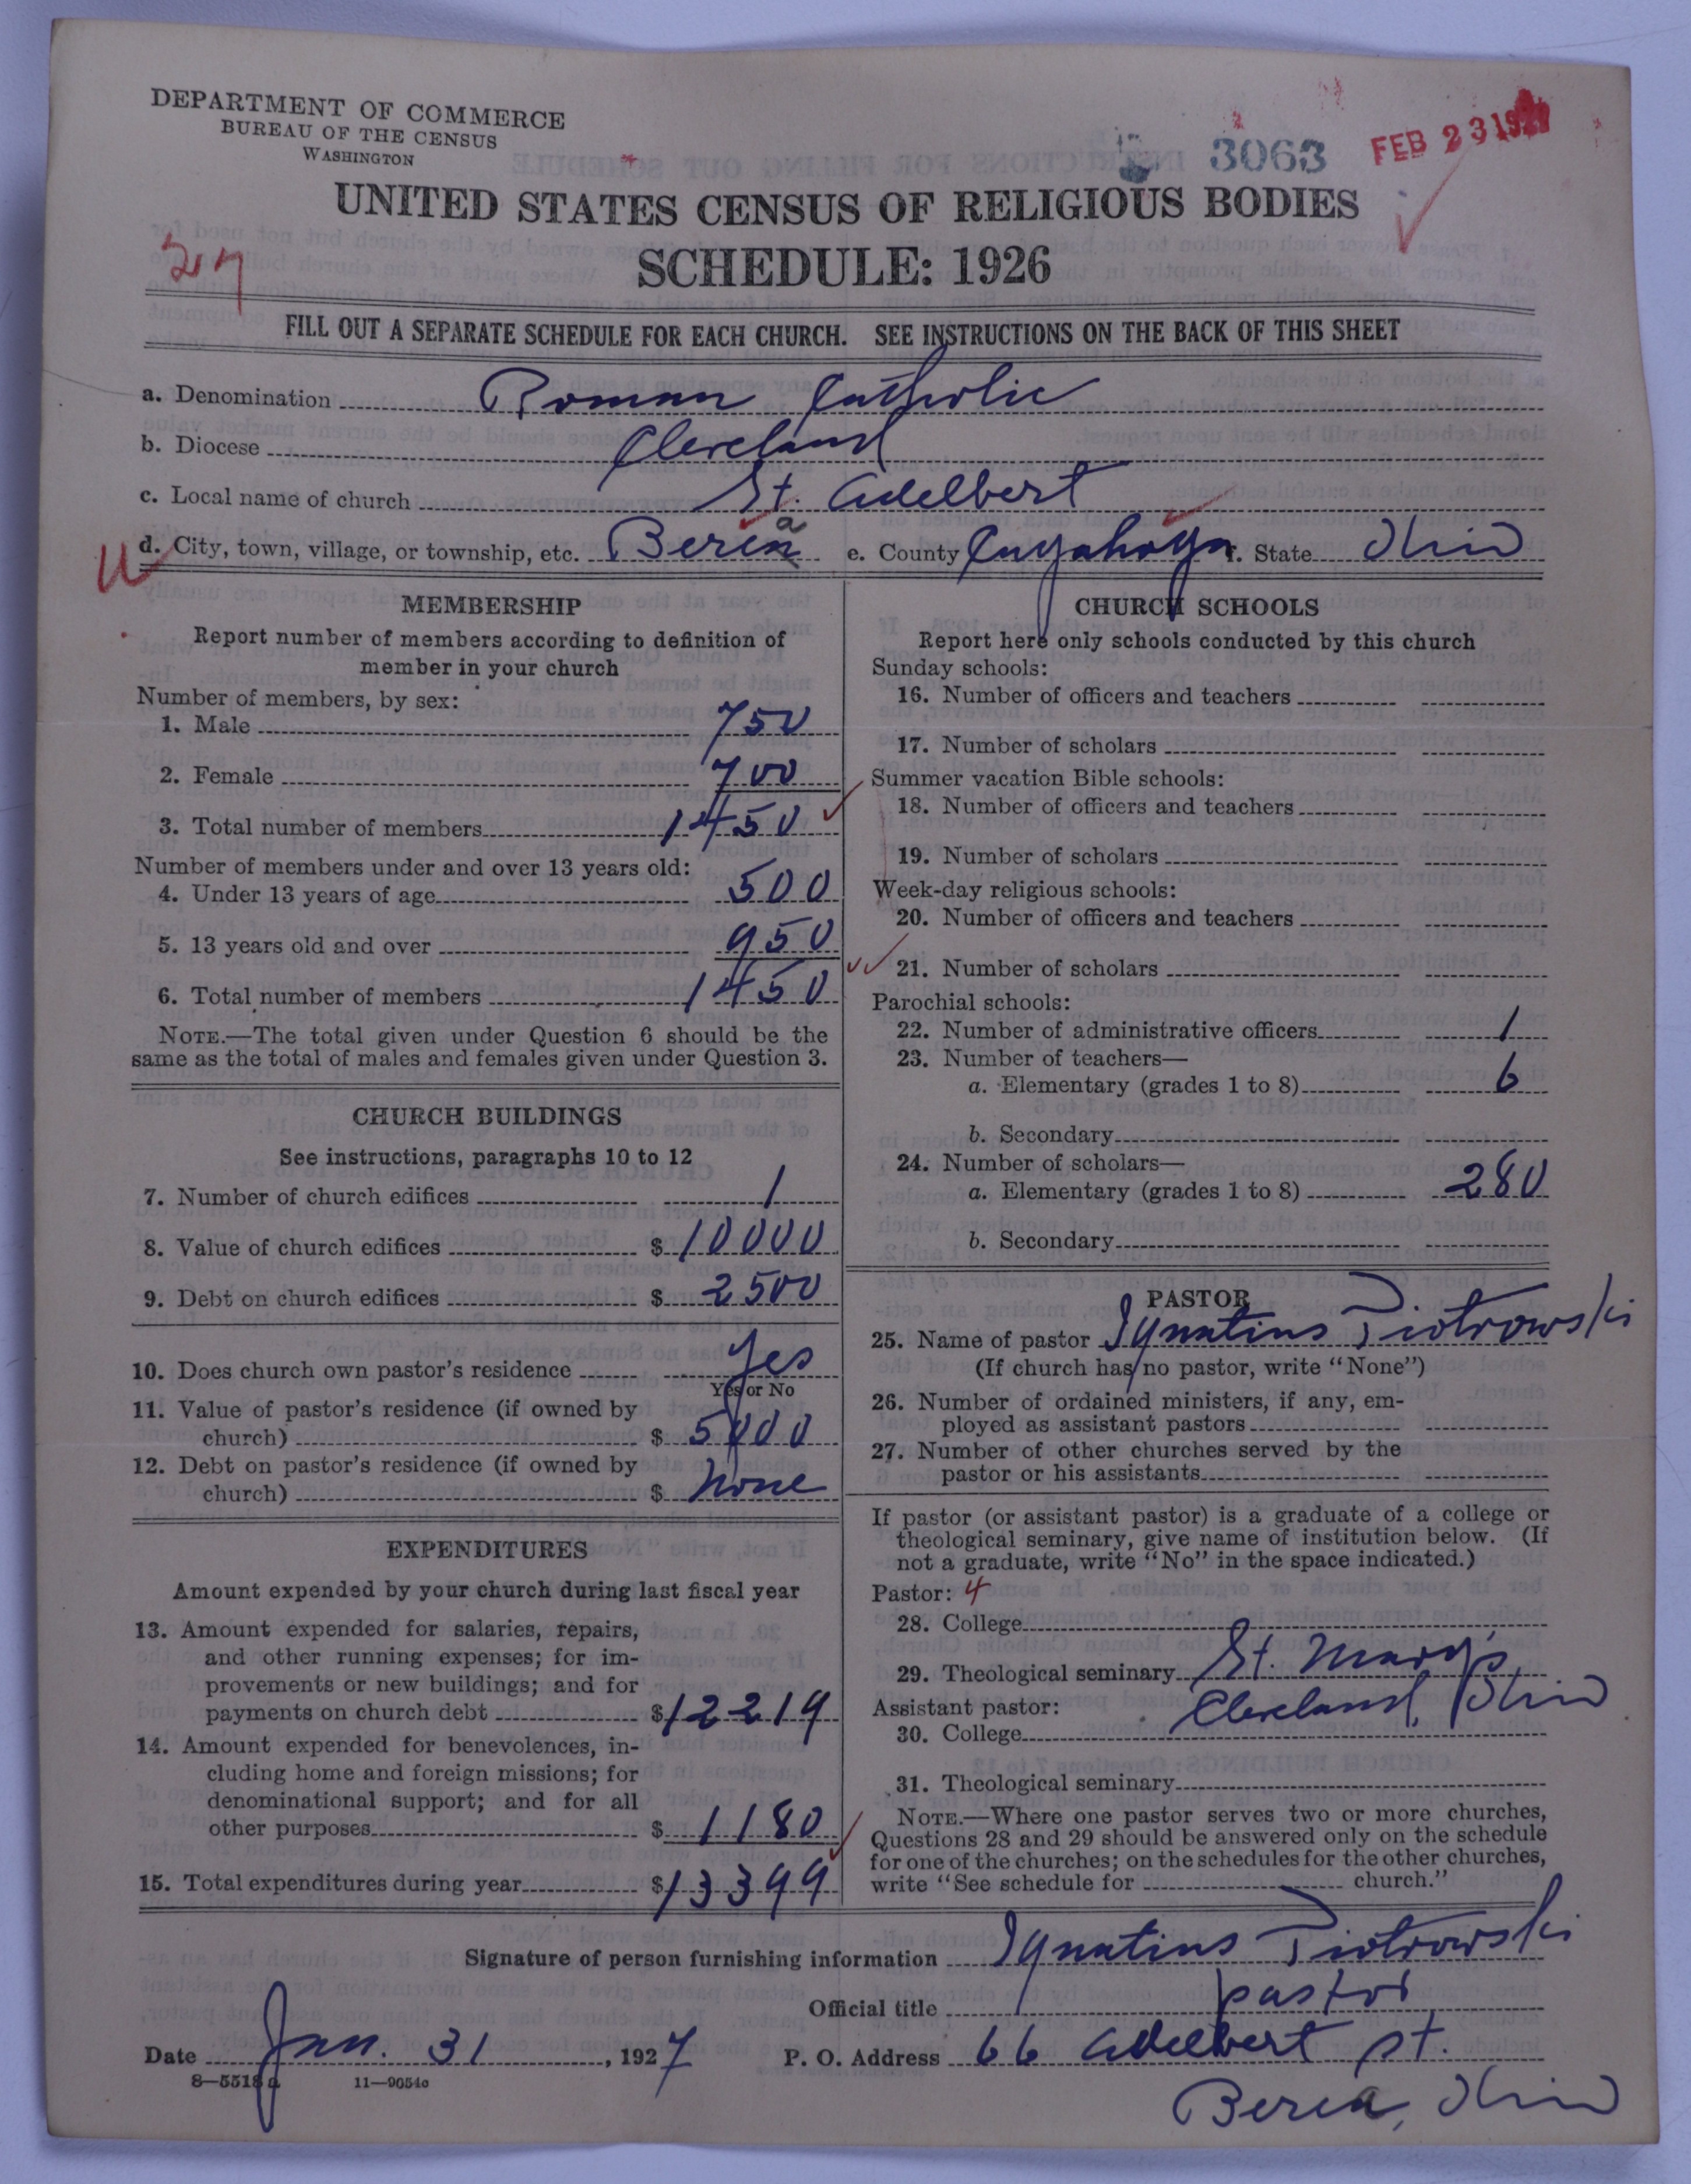 DEPARTMENT OF COMMERCE
BUREAU OF THE CENSUS
WASHINGTON
3063
FEB 23 1927
UNITED STATES CENSUS OF RELIGIOUS BODIES
SCHEDULE: 1926
FILL OUT A SEPARATE SCHEDULE FOR EACH CHURCH. SEE INSTRUCTIONS ON THE BACK OF THIS SHEET
a. Denomination Roman Catholic
b. Diocese Cleveland
c. Local name of church St. Adelbert
d. City, town, village, or township, etc. Berea e. County Cuyahoga f. State Ohio
MEMBERSHIP
Report number of members according to definition of
member in your church
Number of members, by sex:
1. Male 750
2. Female 700
3. Total number of members 1450
Number of members under and over 13 years old:
4. Under 13 years of age 500
5. 13 years old and over 950
6. Total number of members 1450
NOTE.—The total given under Question 6 should be the
same as the total of males and females given under Question 3.
CHURCH BUILDINGS
See instructions, paragraphs 10 to 12
7. Number of church edifices 1
8. Value of church edifices $ 10000
9. Debt on church edifices $ 2500
10. Does church own pastor's residence Yes
Yes or No
11. Value of pastor's residence (if owned by
church) $ 5000
12. Debt on pastor's residence (if owned by
church) $ None
EXPENDITURES
Amount expended by your church during last fiscal year
13. Amount expended for salaries, repairs,
and other running expenses; for im-
provements or new buildings; and for
payments on church debt $ 12219
14. Amount expended for benevolences, in-
cluding home and foreign missions; for
denominational support; and for all
other purposes $ 1180
15. Total expenditures during year $ 13399
CHURCH SCHOOLS
Report here only schools conducted by this church
Sunday schools:
16. Number of officers and teachers
17. Number of scholars
Summer vacation Bible schools:
18. Number of officers and teachers
19. Number of scholars
Week-day religious schools:
20. Number of officers and teachers
21. Number of scholars
Parochial schools:
22. Number of administrative officers 1
23. Number of teachers—
a. Elementary (grades 1 to 8) 6
b. Secondary
24. Number of scholars—
a. Elementary (grades 1 to 8) 280
b. Secondary
PASTOR
25. Name of pastor Ignatius Piotrowski
(If church has no pastor, write "None")
26. Number of ordained ministers, if any, em-
ployed as assistant pastors
27. Number of other churches served by the
pastor or his assistants
If pastor (or assistant pastor) is a graduate of a college or
theological seminary, give name of institution below. (If
not a graduate, write "No" in the space indicated.)
Pastor: 4
28. College
29. Theological seminary St. Mary's
Assistant pastor: Cleveland, Ohio
30. College
31. Theological seminary
NOTE.—Where one pastor serves two or more churches,
Questions 28 and 29 should be answered only on the schedule
for one of the churches; on the schedules for the other churches,
write "See schedule for church."
Signature of person furnishing information Ignatius Piotrowski
Official title pastor
Date Jan. 31, 1927 P. O. Address 66 Adelbert st.
8—5518a 11—9054c
Berea, Ohio